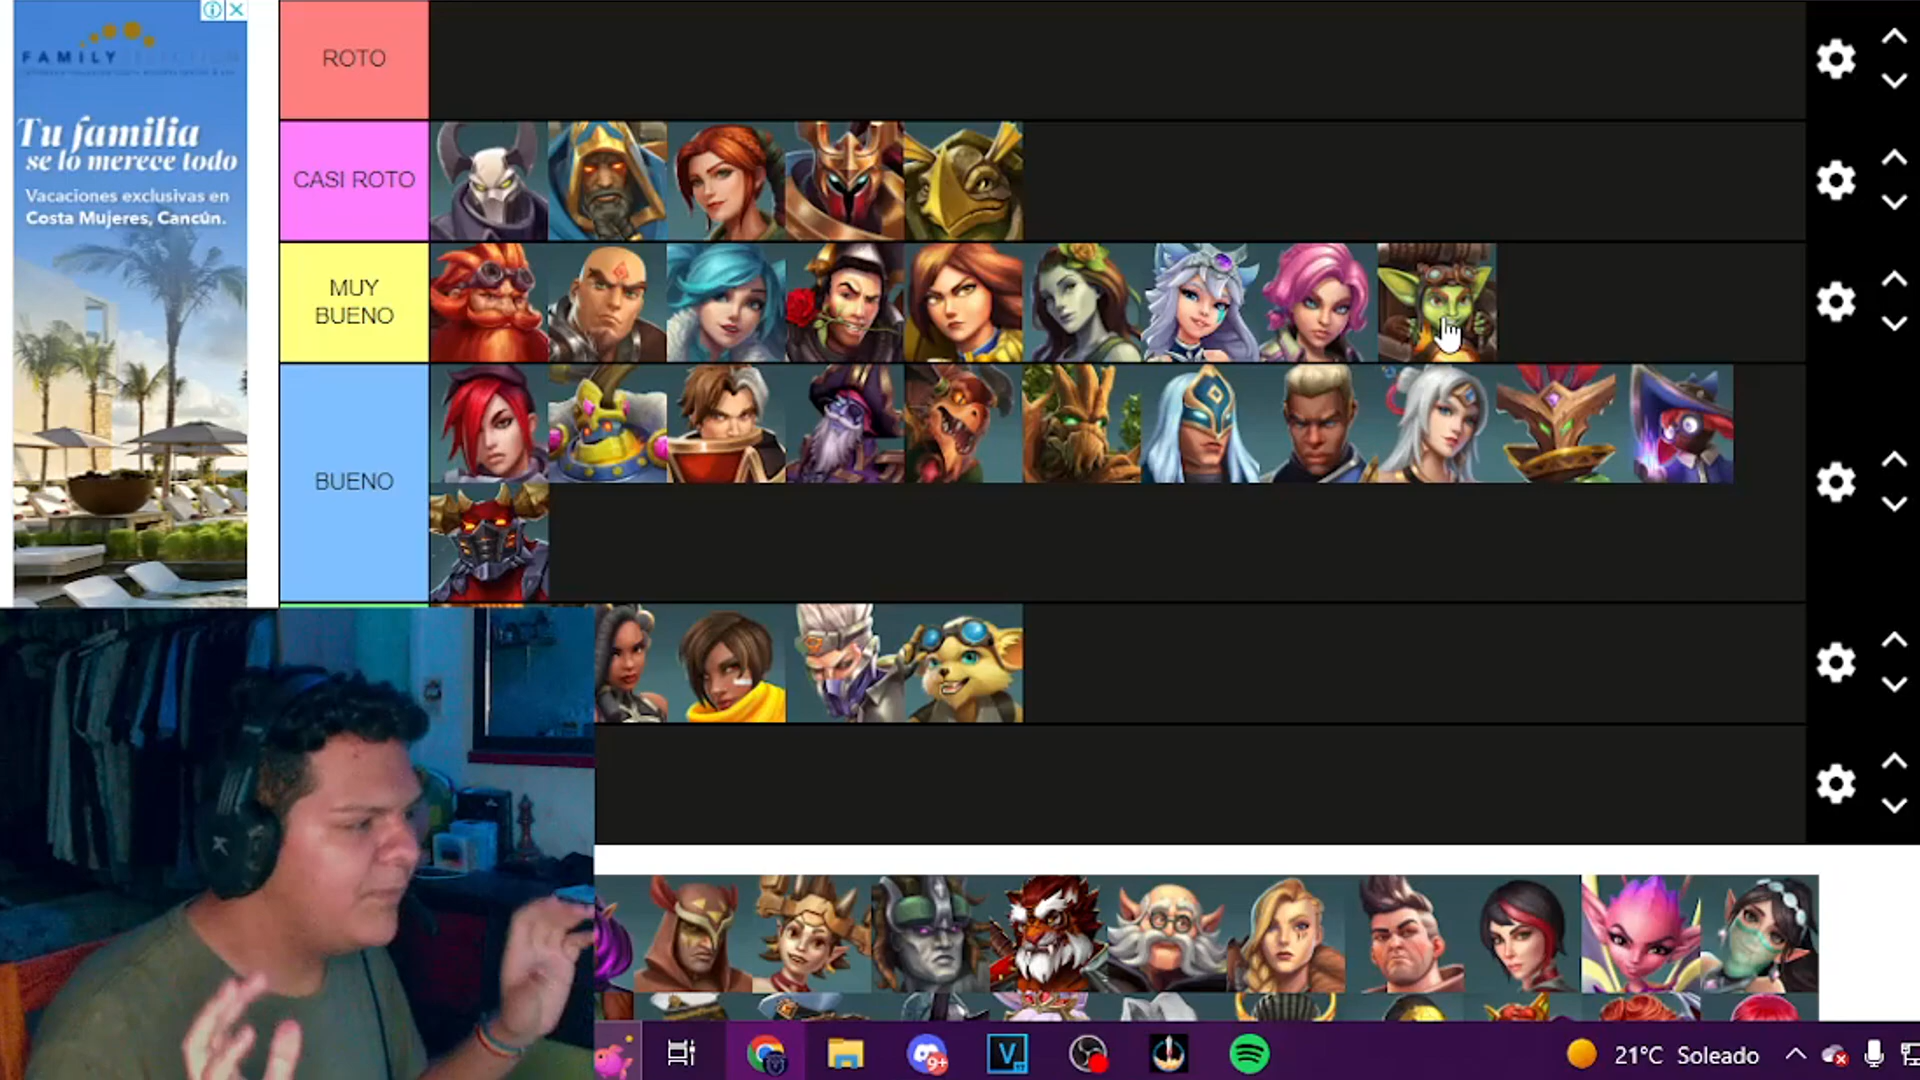 FAMILY
Tu familia
se lo merece todo
Vacaciones exclusivas en
Costa Mujeres, Cancún.
ROTO
CASI ROTO
MUY
BUENO
BUENO
9+
V
21°C Soleado